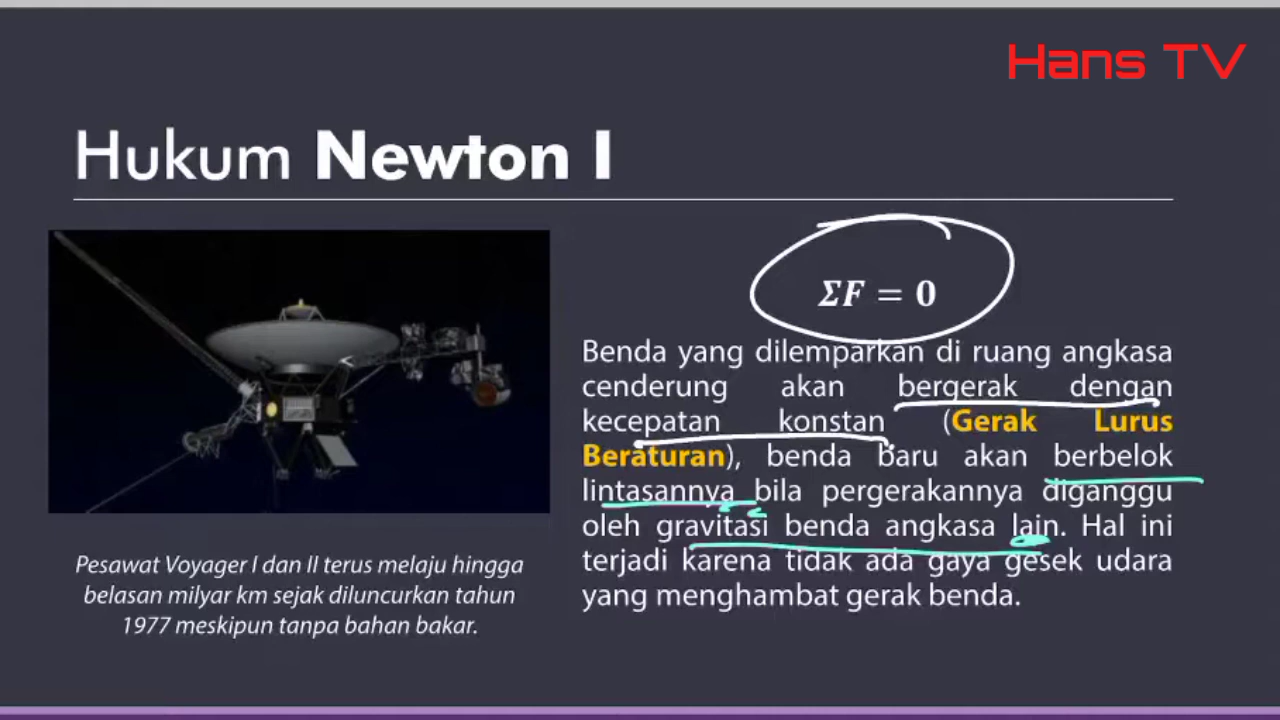 Hans TV
Hukum Newton I
ΣF = 0
Benda yang dilemparkan di ruang angkasa
cenderung akan bergerak dengan
kecepatan konstan (Gerak Lurus
Beraturan), benda baru akan berbelok
lintasannya bila pergerakannya diganggu
oleh gravitasi benda angkasa lain. Hal ini
terjadi karena tidak ada gaya gesek udara
yang menghambat gerak benda.
Pesawat Voyager I dan II terus melaju hingga
belasan milyar km sejak diluncurkan tahun
1977 meskipun tanpa bahan bakar.